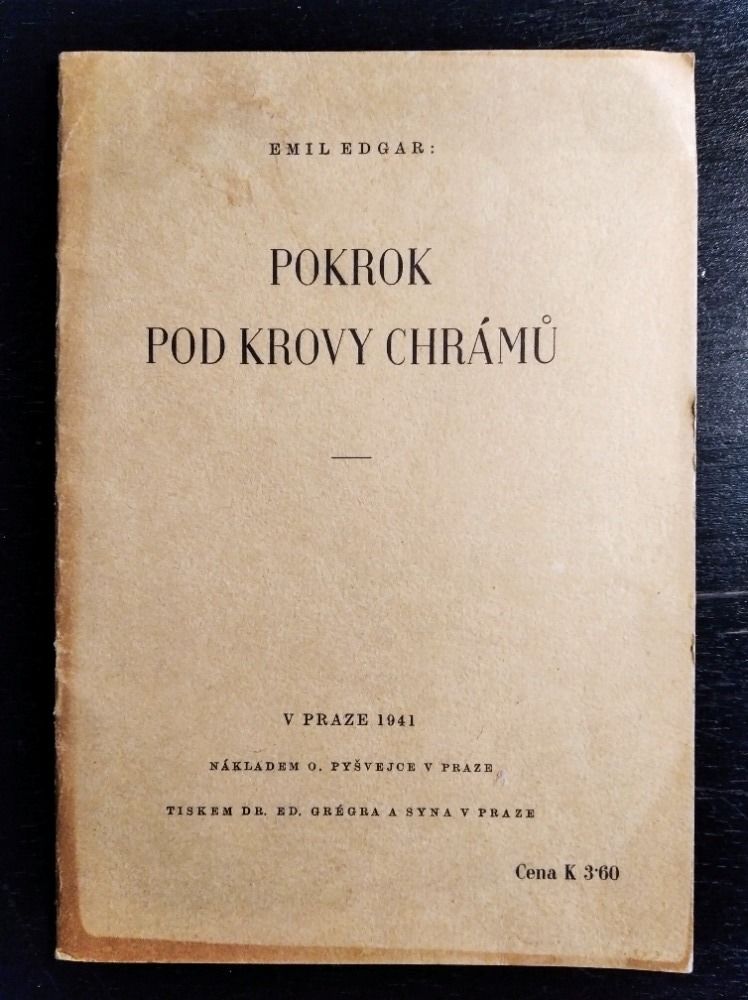 EMIL EDGAR:
POKROK
POD KROVY CHRÁMŮ
V PRAZE 1941
NÁKLADEM O. PYŠVEJCE V PRAZE
TISKEM DR. ED. GRÉGRA A SYNA V PRAZE
Cena K 3·60